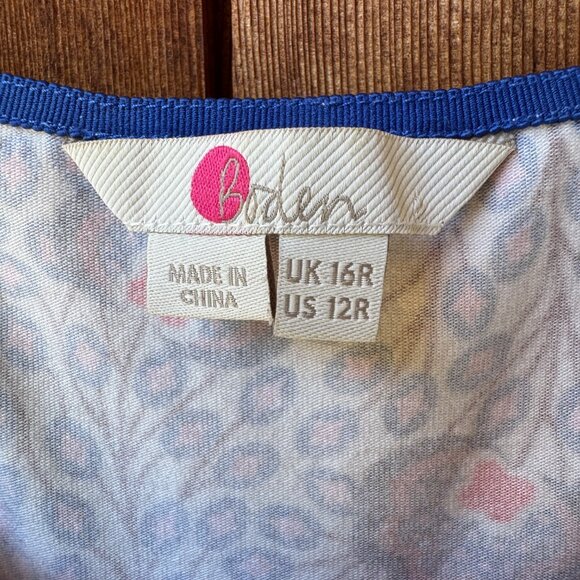 Boden
MADE IN
CHINA
UK 16R
US 12R